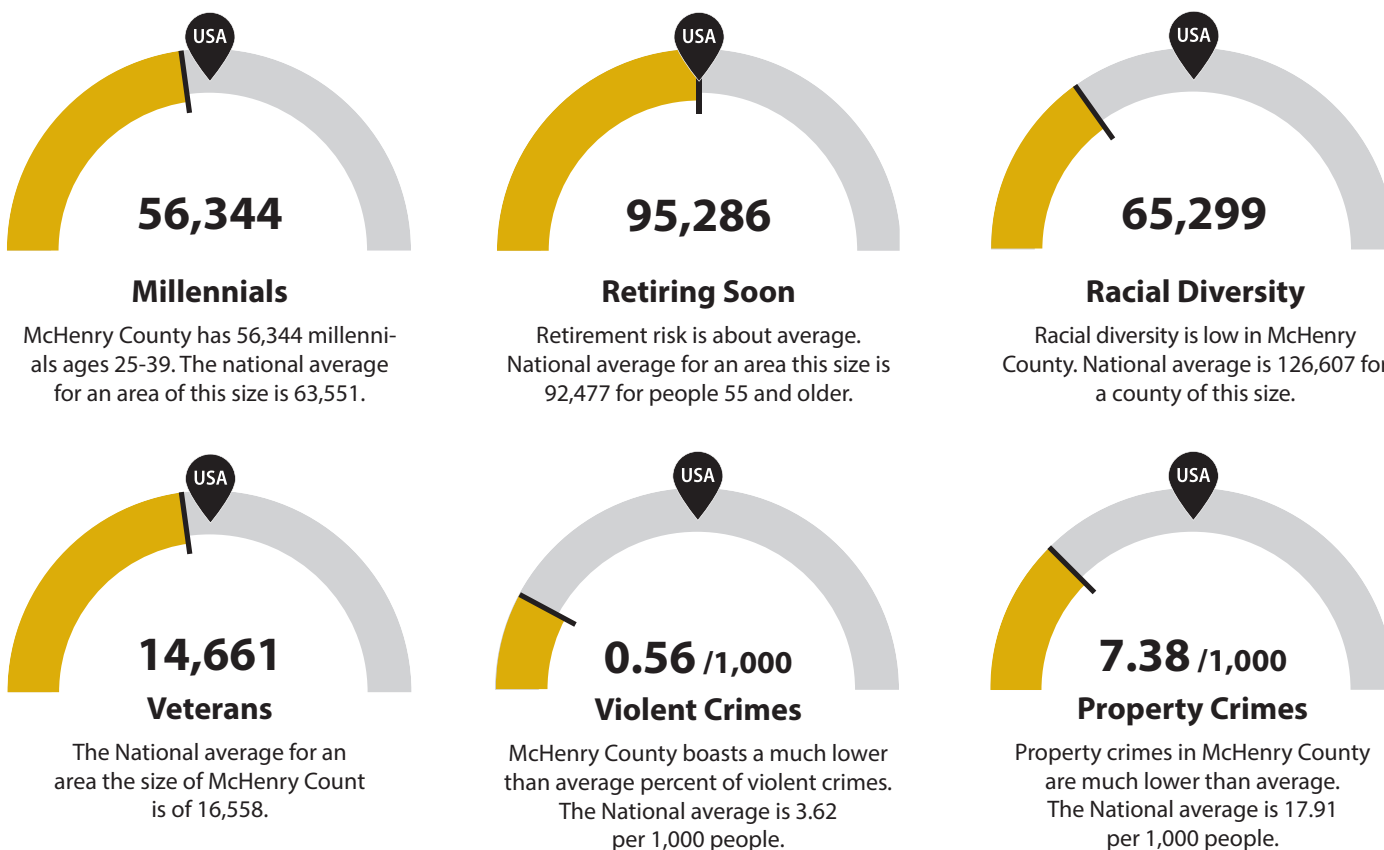 USA
56,344
Millennials
McHenry County has 56,344 millenni-
als ages 25-39. The national average
for an area of this size is 63,551.
USA
95,286
Retiring Soon
Retirement risk is about average.
National average for an area this size is
92,477 for people 55 and older.
USA
65,299
Racial Diversity
Racial diversity is low in McHenry
County. National average is 126,607 for
a county of this size.
USA
14,661
Veterans
The National average for an
area the size of McHenry Count
is of 16,558.
USA
0.56 /1,000
Violent Crimes
McHenry County boasts a much lower
than average percent of violent crimes.
The National average is 3.62
per 1,000 people.
USA
7.38 /1,000
Property Crimes
Property crimes in McHenry County
are much lower than average.
The National average is 17.91
per 1,000 people.